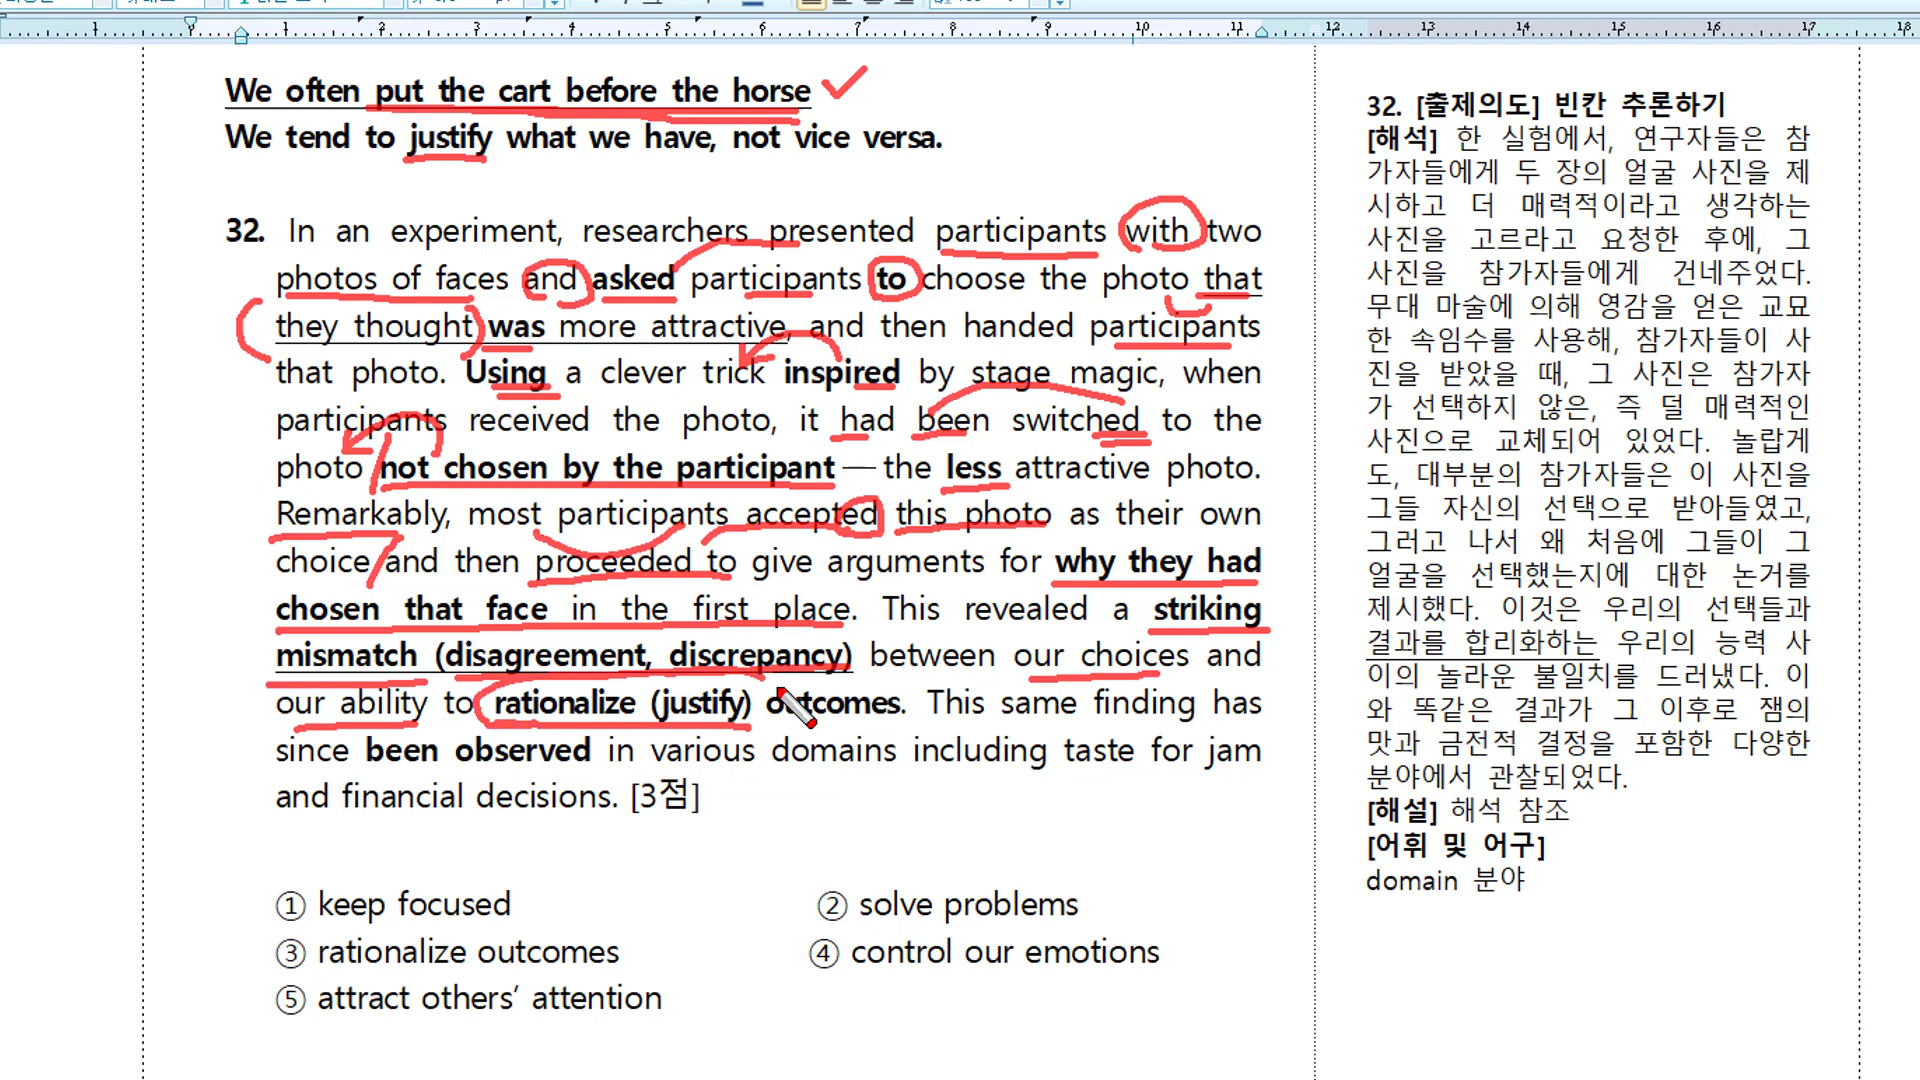 1 1 2 3 4 5 6 7 8 9 10 11 12 13 14 15 16 17 18
We often put the cart before the horse
We tend to justify what we have, not vice versa.
32. In an experiment, researchers presented participants with two
photos of faces and asked participants to choose the photo that
they thought was more attractive, and then handed participants
that photo. Using a clever trick inspired by stage magic, when
participants received the photo, it had been switched to the
photo not chosen by the participant — the less attractive photo.
Remarkably, most participants accepted this photo as their own
choice and then proceeded to give arguments for why they had
chosen that face in the first place. This revealed a striking
mismatch (disagreement, discrepancy) between our choices and
our ability to rationalize (justify) outcomes. This same finding has
since been observed in various domains including taste for jam
and financial decisions. [3점]
① keep focused
② solve problems
③ rationalize outcomes
④ control our emotions
⑤ attract others’ attention
32. [출제의도] 빈칸 추론하기
[해석] 한 실험에서, 연구자들은 참
가자들에게 두 장의 얼굴 사진을 제
시하고 더 매력적이라고 생각하는
사진을 고르라고 요청한 후에, 그
사진을 참가자들에게 건네주었다.
무대 마술에 의해 영감을 얻은 교묘
한 속임수를 사용해, 참가자들이 사
진을 받았을 때, 그 사진은 참가자
가 선택하지 않은, 즉 덜 매력적인
사진으로 교체되어 있었다. 놀랍게
도, 대부분의 참가자들은 이 사진을
그들 자신의 선택으로 받아들였고,
그러고 나서 왜 처음에 그들이 그
얼굴을 선택했는지에 대한 논거를
제시했다. 이것은 우리의 선택들과
결과를 합리화하는 우리의 능력 사
이의 놀라운 불일치를 드러냈다. 이
와 똑같은 결과가 그 이후로 잼의
맛과 금전적 결정을 포함한 다양한
분야에서 관찰되었다.
[해설] 해석 참조
[어휘 및 어구]
domain 분야